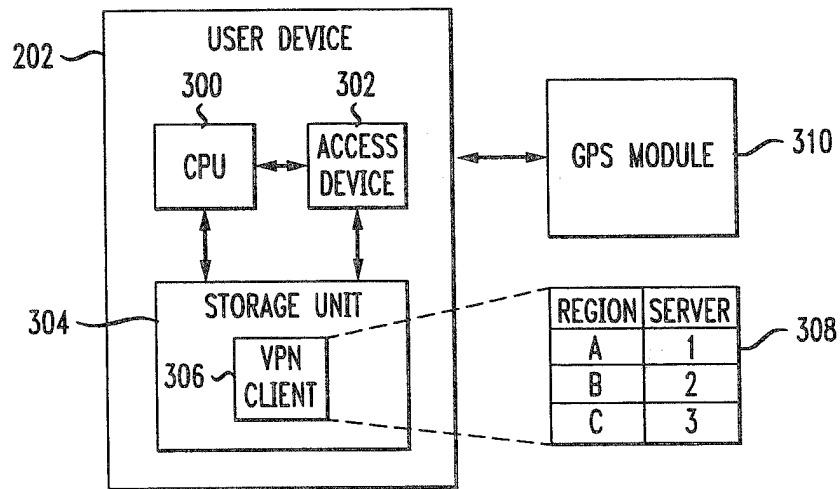 USER DEVICE
202
300
302
CPU
ACCESS
DEVICE
GPS MODULE
310
STORAGE UNIT
304
VPN
CLIENT
306
REGION SERVER
A 1
B 2
C 3
308